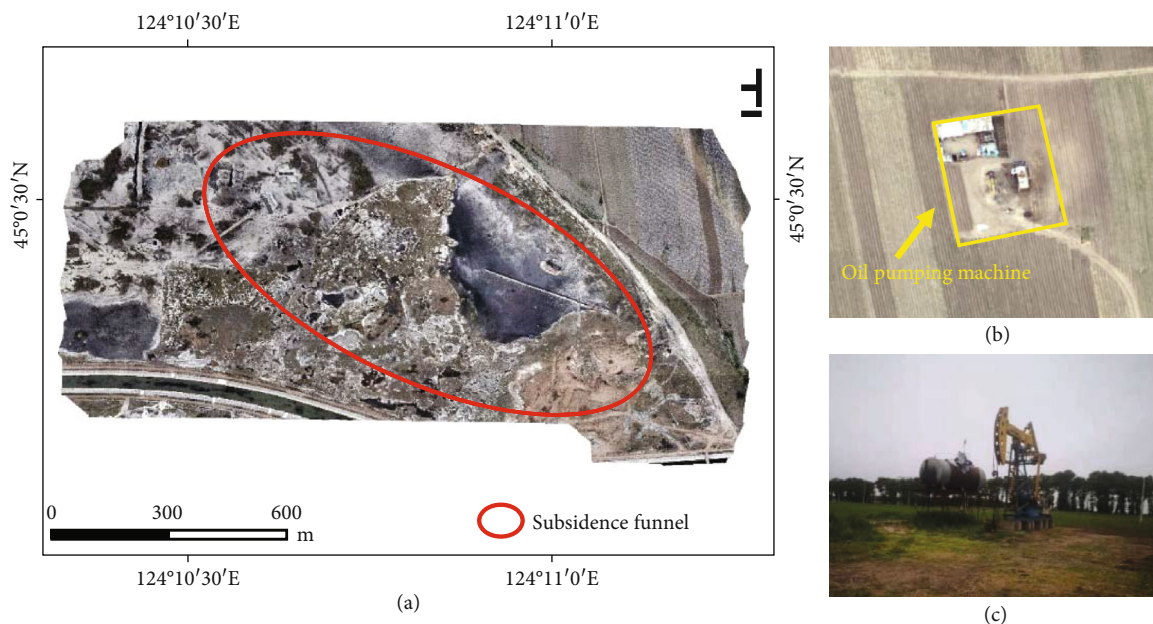 124°10′30″E
124°11′0″E
45°0′30″N
45°0′30″N
0
300
600
m
Subsidence funnel
124°10′30″E
124°11′0″E
(a)
Oil pumping machine
(b)
(c)